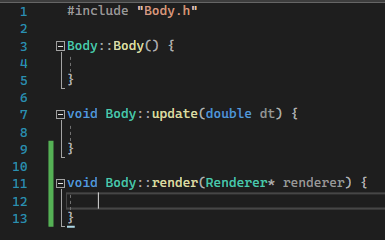 1 #include "Body.h"
2
3 Body::Body() {
4
5 }
6
7 void Body::update(double dt) {
8
9 }
10
11 void Body::render(Renderer* renderer) {
12
13 }